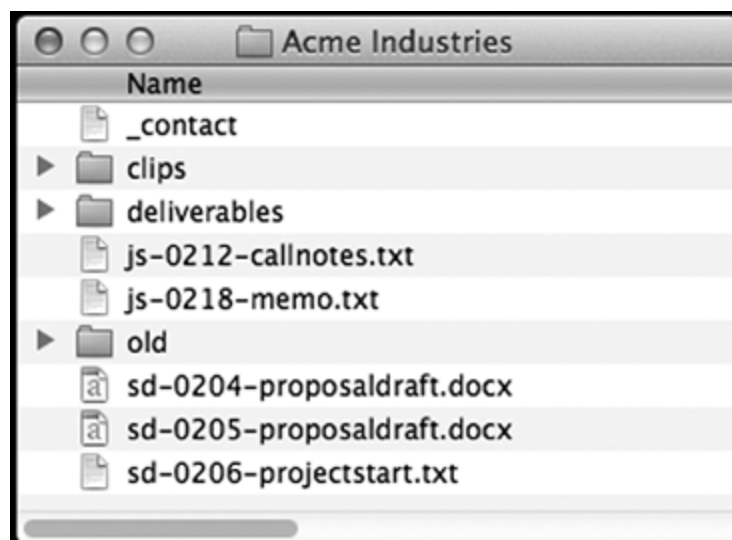 Acme Industries
Name
_contact
clips
deliverables
js-0212-callnotes.txt
js-0218-memo.txt
old
sd-0204-proposaldraft.docx
sd-0205-proposaldraft.docx
sd-0206-projectstart.txt